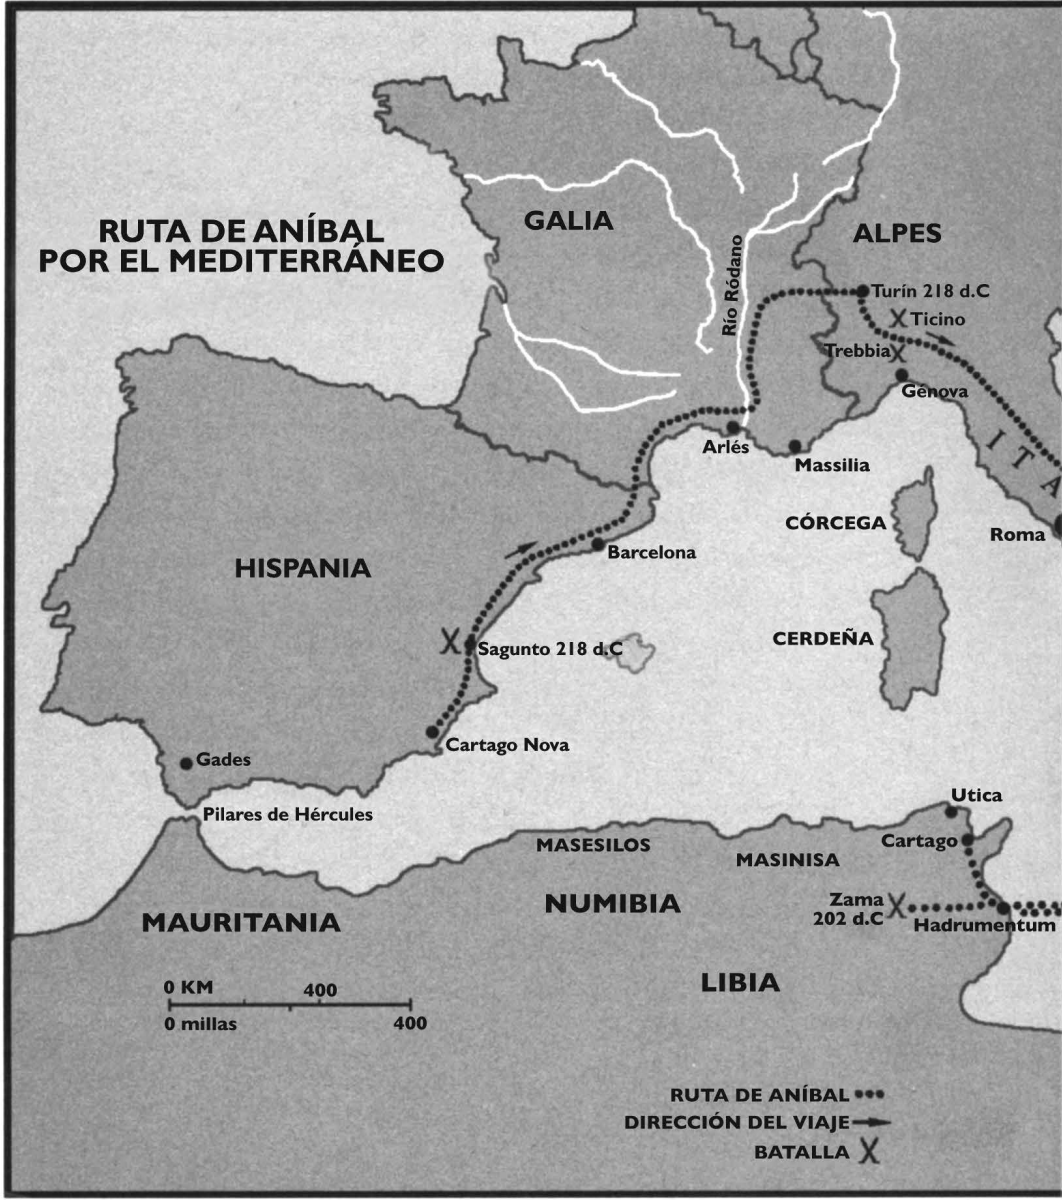 RUTA DE ANÍBAL
POR EL MEDITERRÁNEO
GALIA
ALPES
Río Ródano
Turín 218 d.C
Ticino
Trebbia
Génova
Arlés
Massilia
ITA
CÓRCEGA
Roma
HISPANIA
Barcelona
CERDEÑA
Sagunto 218 d.C
Cartago Nova
Gades
Pilares de Hércules
Utica
Cartago
MASESILOS
MASINISA
Zama
202 d.C
NUMIBIA
MAURITANIA
Hadrumentum
LIBIA
0 KM 400
0 millas 400
RUTA DE ANÍBAL
DIRECCIÓN DEL VIAJE
BATALLA